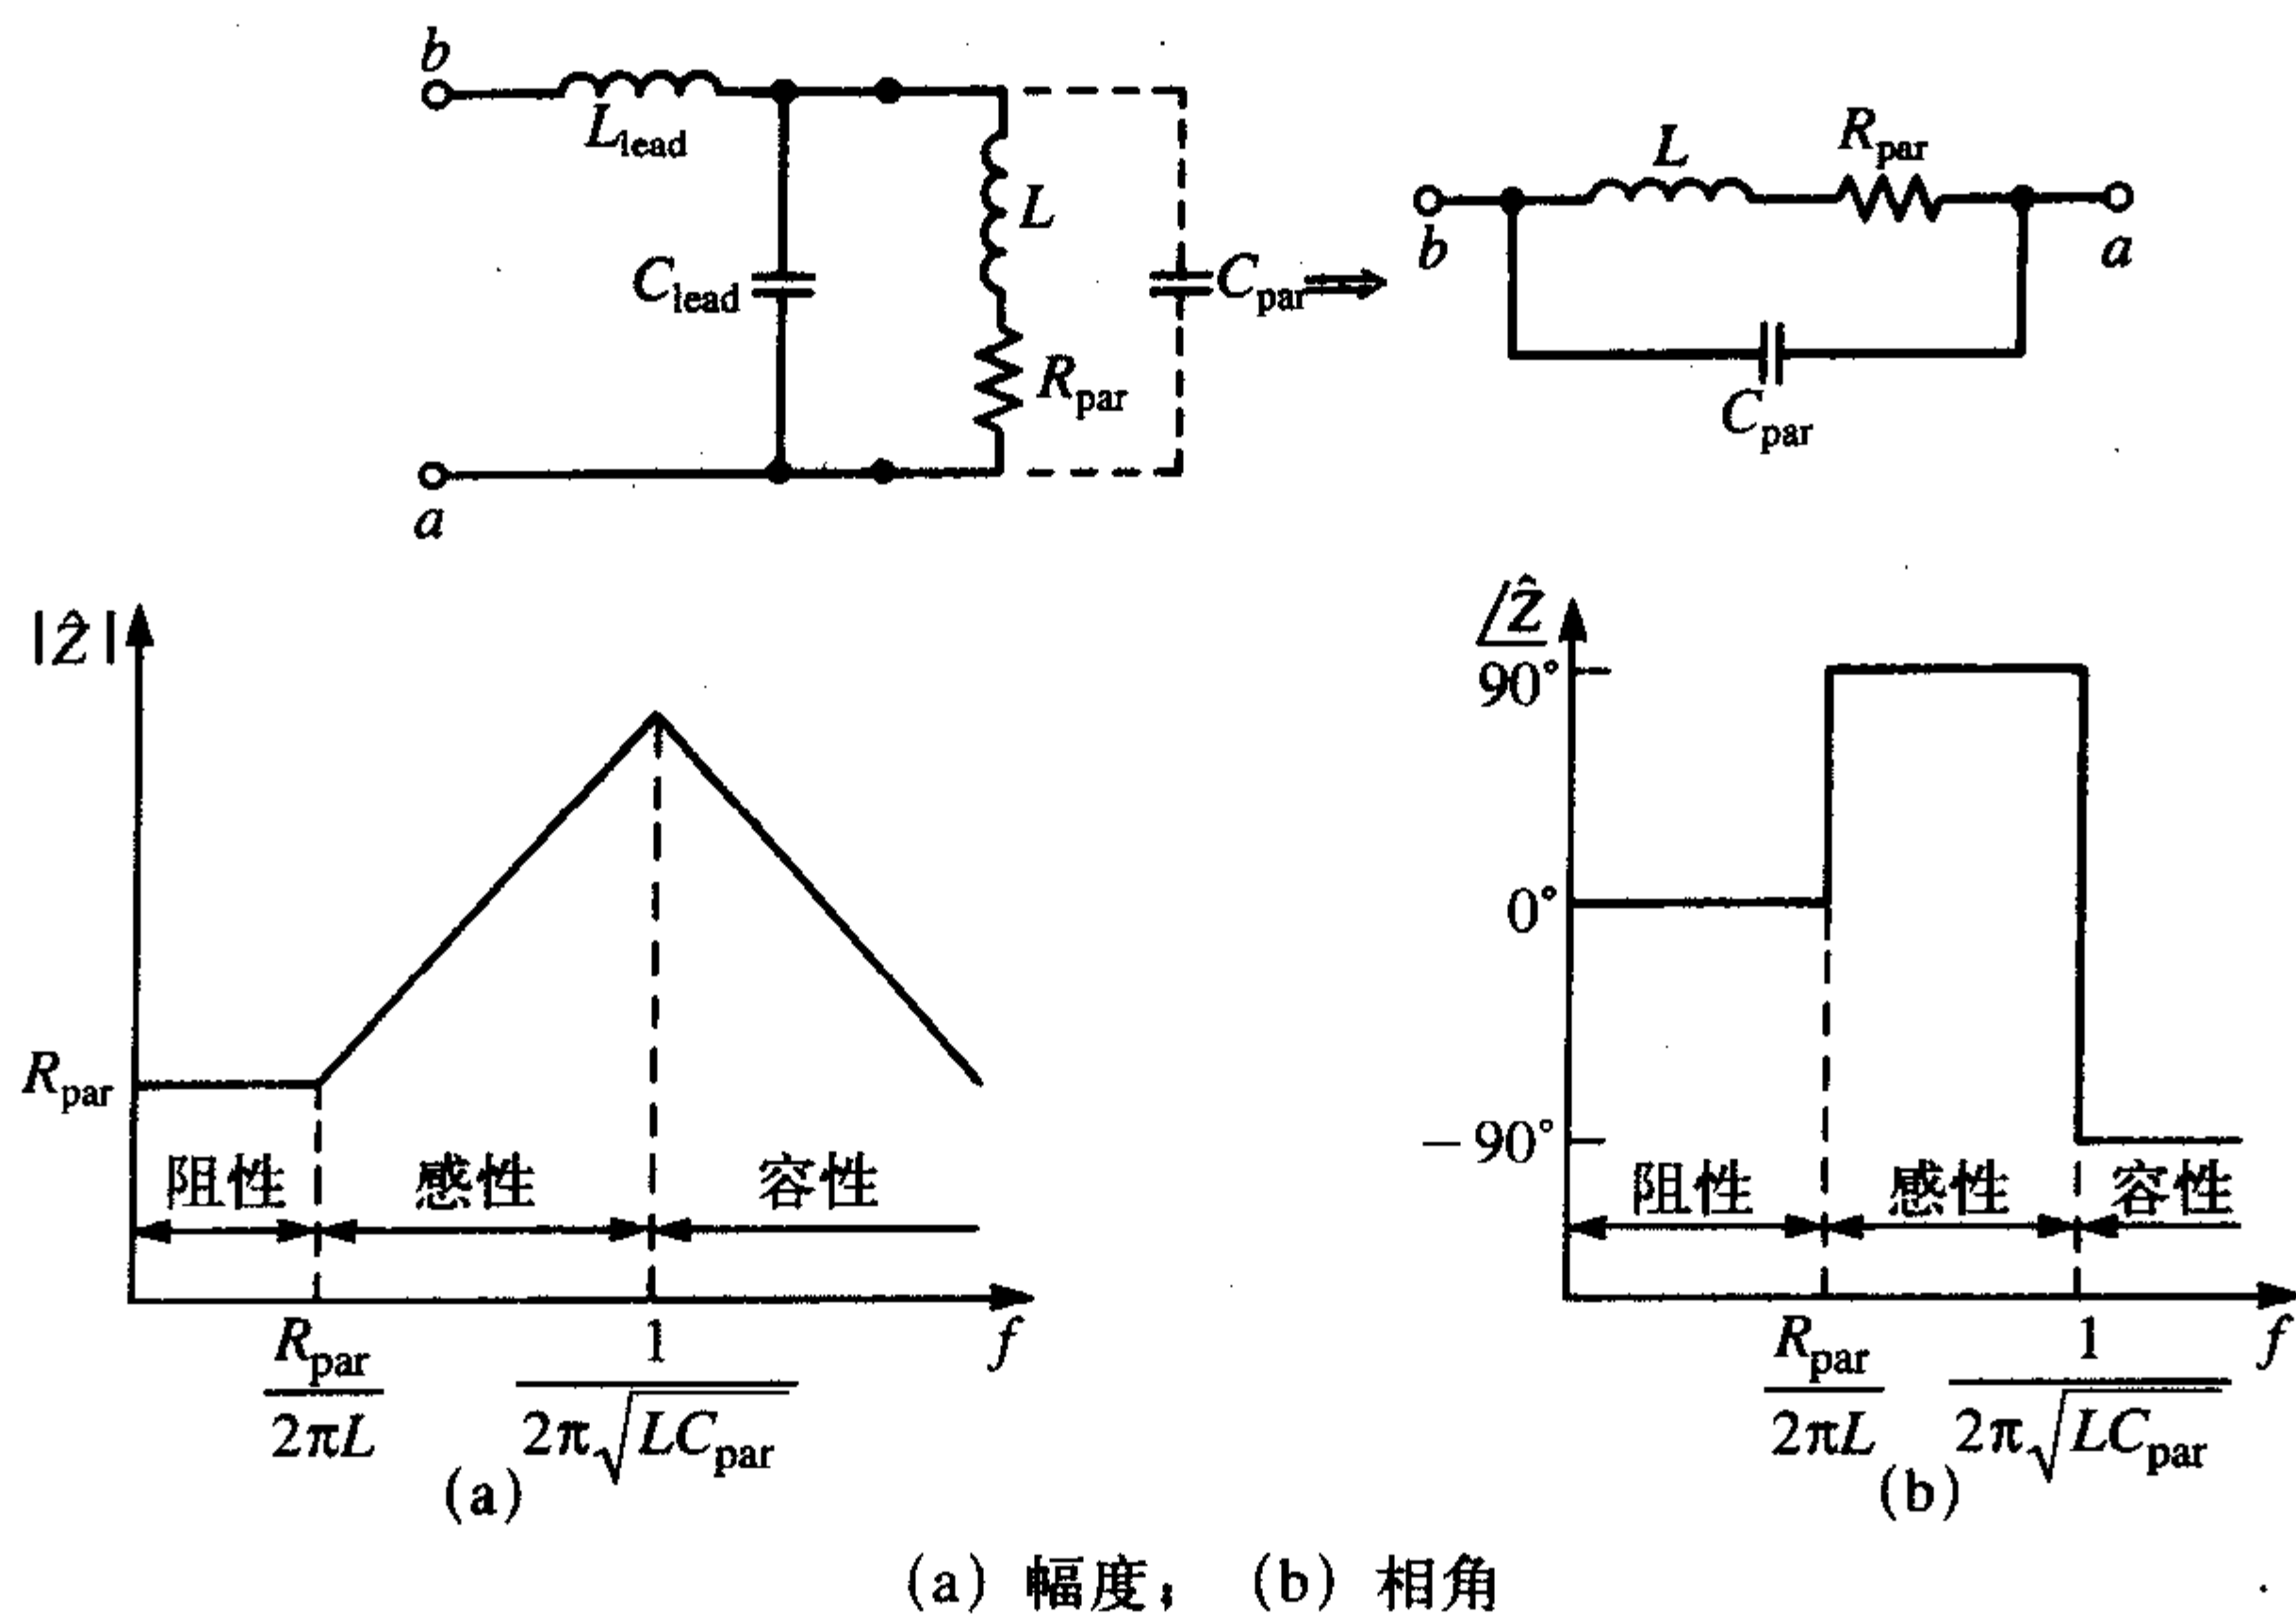 b
L_lead
C_lead
L
R_par
C_par
a
L
R_par
b
a
C_par
|Ẑ|
R_par
阻性
感性
容性
R_par
2πL
1
2π√LC_par
f
(a)
∠Ẑ
90°
0°
−90°
阻性
感性
容性
R_par
2πL
1
2π√LC_par
f
(b)
(a) 幅度； (b) 相角